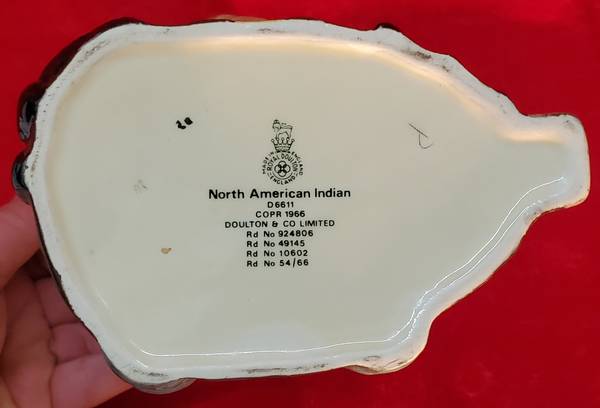 MADE IN ENGLAND
ROYAL DOULTON
ENGLAND
North American Indian
D6611
COPR 1966
DOULTON & CO LIMITED
Rd No 924806
Rd No 49145
Rd No 10602
Rd No 54/66